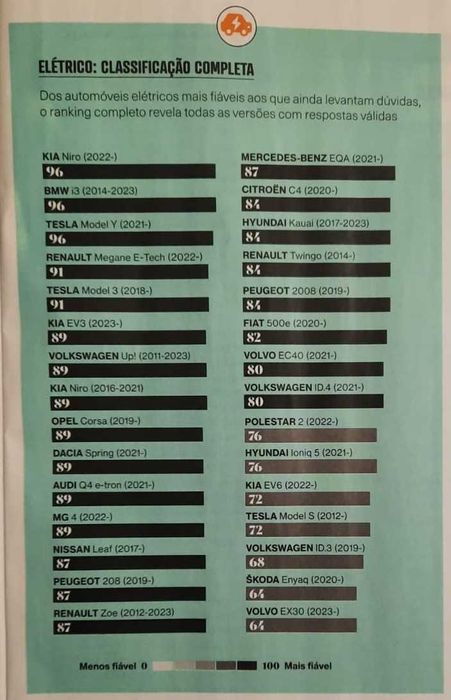 ELÉTRICO: CLASSIFICAÇÃO COMPLETA
Dos automóveis elétricos mais fiáveis aos que ainda levantam dúvidas,
o ranking completo revela todas as versões com respostas válidas
KIA Niro (2022-)
96
BMW i3 (2014-2023)
96
TESLA Model Y (2021-)
96
RENAULT Megane E-Tech (2022-)
91
TESLA Model 3 (2018-)
91
KIA EV3 (2023-)
89
VOLKSWAGEN Up! (2011-2023)
89
KIA Niro (2016-2021)
89
OPEL Corsa (2019-)
89
DACIA Spring (2021-)
89
AUDI Q4 e-tron (2021-)
89
MG 4 (2022-)
89
NISSAN Leaf (2017-)
87
PEUGEOT 208 (2019-)
87
RENAULT Zoe (2012-2023)
87
MERCEDES-BENZ EQA (2021-)
87
CITROËN C4 (2020-)
84
HYUNDAI Kauai (2017-2023)
84
RENAULT Twingo (2014-)
84
PEUGEOT 2008 (2019-)
84
FIAT 500e (2020-)
82
VOLVO EC40 (2021-)
80
VOLKSWAGEN ID.4 (2021-)
80
POLESTAR 2 (2022-)
76
HYUNDAI Ioniq 5 (2021-)
76
KIA EV6 (2022-)
72
TESLA Model S (2012-)
72
VOLKSWAGEN ID.3 (2019-)
68
ŠKODA Enyaq (2020-)
64
VOLVO EX30 (2023-)
64
Menos fiável 0 100 Mais fiável